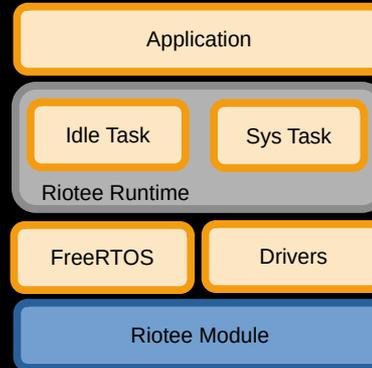 Application
Idle Task
Sys Task
Riotee Runtime
FreeRTOS
Drivers
Riotee Module